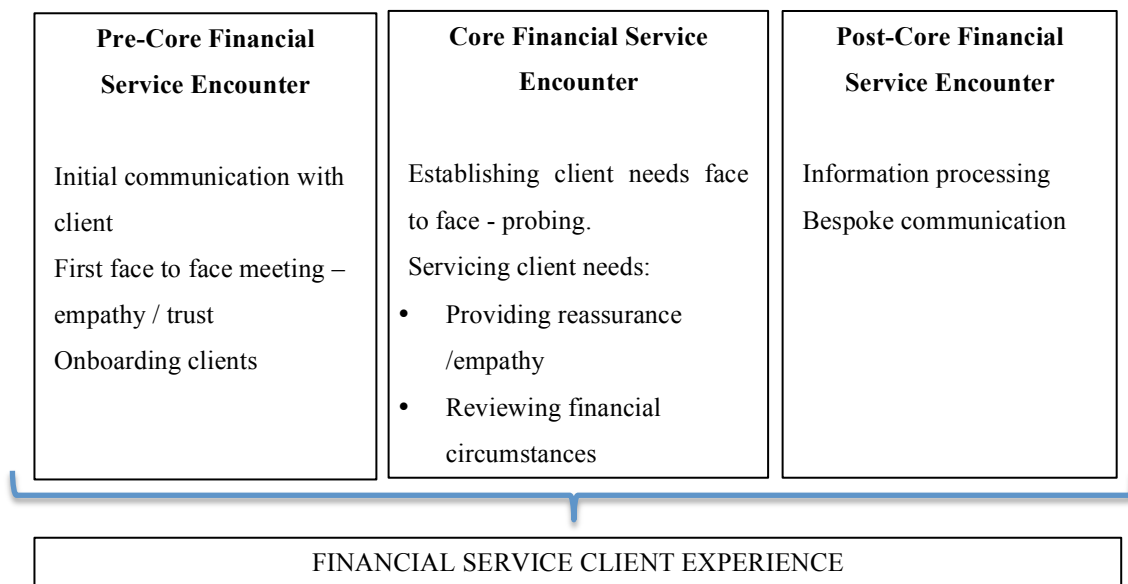 Pre-Core Financial
Service Encounter
Initial communication with
client
First face to face meeting –
empathy / trust
Onboarding clients
Core Financial Service
Encounter
Establishing client needs face
to face - probing.
Servicing client needs:
• Providing reassurance
/empathy
• Reviewing financial
circumstances
Post-Core Financial
Service Encounter
Information processing
Bespoke communication
FINANCIAL SERVICE CLIENT EXPERIENCE